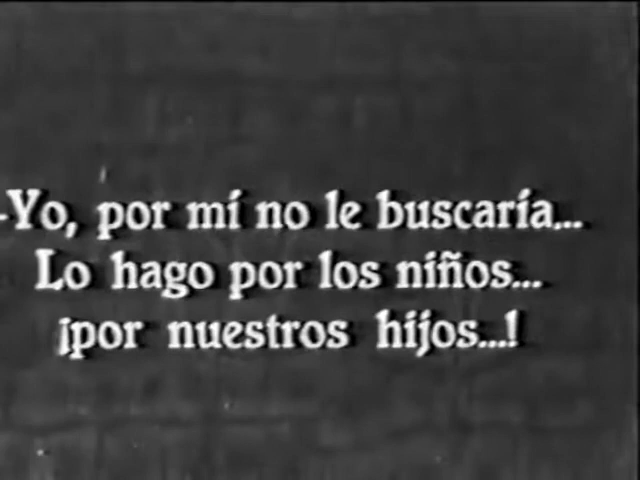 -Yo, por mí no le buscaría...
Lo hago por los niños...
¡por nuestros hijos...!